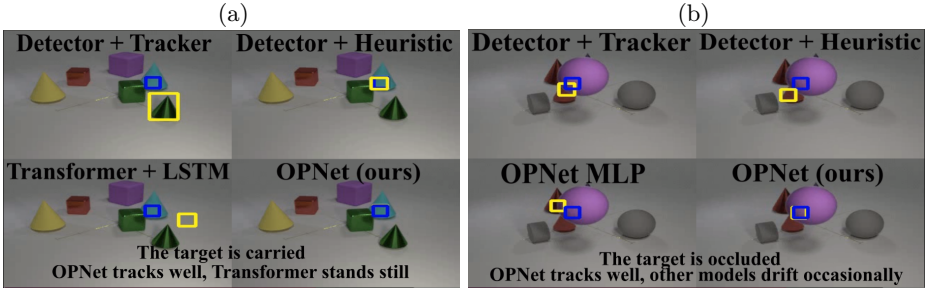 (a)
(b)
Detector + Tracker
Detector + Heuristic
Transformer + LSTM
OPNet (ours)
The target is carried
OPNet tracks well, Transformer stands still
Detector + Tracker
Detector + Heuristic
OPNet MLP
OPNet (ours)
The target is occluded
OPNet tracks well, other models drift occasionally